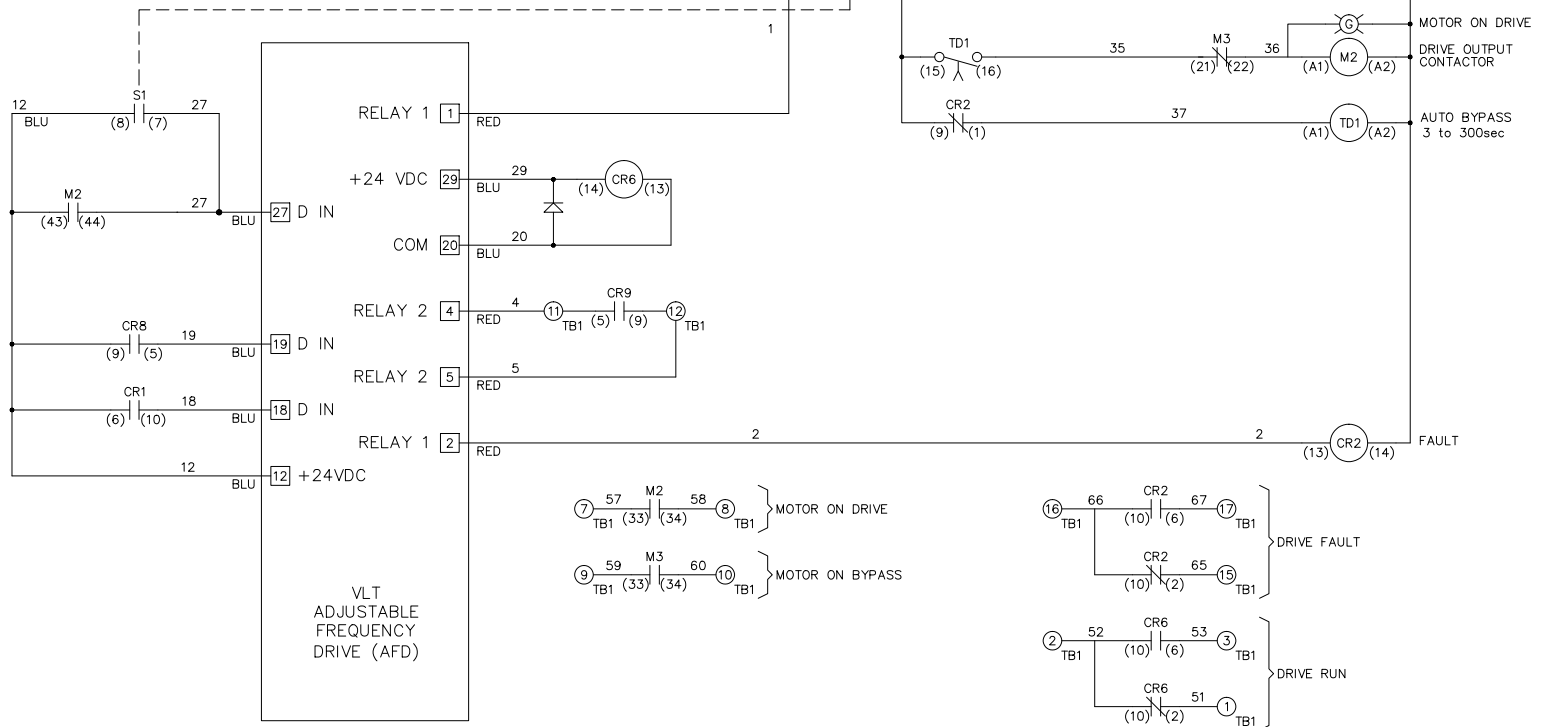 1
G MOTOR ON DRIVE
TD1 (15) (16) 35 M3 (21) (22) 36 (A1) M2 (A2) DRIVE OUTPUT CONTACTOR
CR2 (9) (1) 37 (A1) TD1 (A2) AUTO BYPASS 3 to 300sec
12 BLU S1 (8) (7) 27
RELAY 1 1 RED
+24 VDC 29 BLU 29 (14) CR6 (13)
M2 (43) (44) 27 BLU 27 D IN
COM 20 BLU 20
RELAY 2 4 RED 4 11 TB1 CR9 (5) (9) 12 TB1
CR8 (9) (5) 19 BLU 19 D IN
RELAY 2 5 RED 5
CR1 (6) (10) 18 BLU 18 D IN
RELAY 1 2 RED 2 2 (13) CR2 (14) FAULT
12 BLU 12 +24VDC
7 TB1 57 M2 (33) (34) 58 8 TB1 MOTOR ON DRIVE
9 TB1 59 M3 (33) (34) 60 10 TB1 MOTOR ON BYPASS
16 TB1 66 CR2 (10) (6) 67 17 TB1
DRIVE FAULT
CR2 (10) (2) 65 15 TB1
2 TB1 52 CR6 (10) (6) 53 3 TB1
DRIVE RUN
CR6 (10) (2) 51 1 TB1
VLT
ADJUSTABLE
FREQUENCY
DRIVE (AFD)